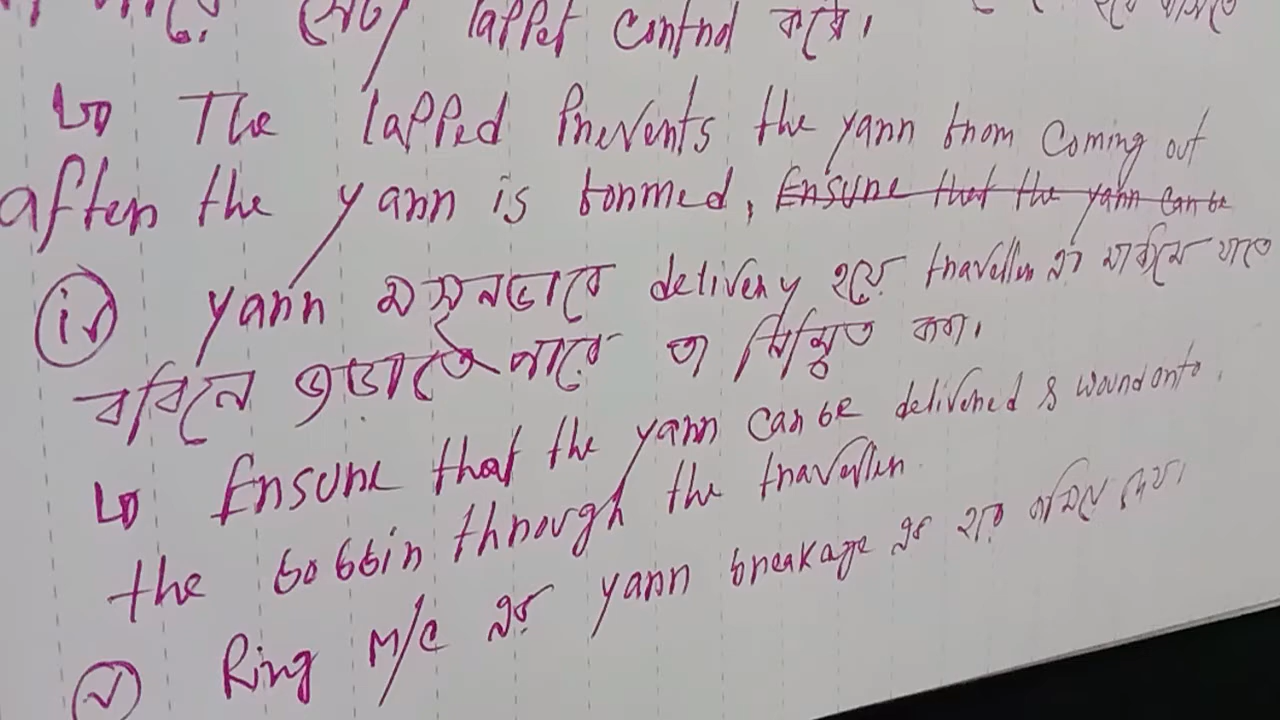 lappet control করে।
↳ The lapped Prevents the yarn from coming out
after the yarn is formed, Ensure that the yarn can be
(iv) yarn মসৃনভাবে delivery হয়ে traveller এর মাধ্যমে যাতে
ববিনে জড়াতে পারে তা নিশ্চিত করা।
↳ Ensure that the yarn can be delivered & wound onto
the bobbin through the traveller
(v) Ring M/C এর yarn breakage এর হার কমিয়ে দেয়।